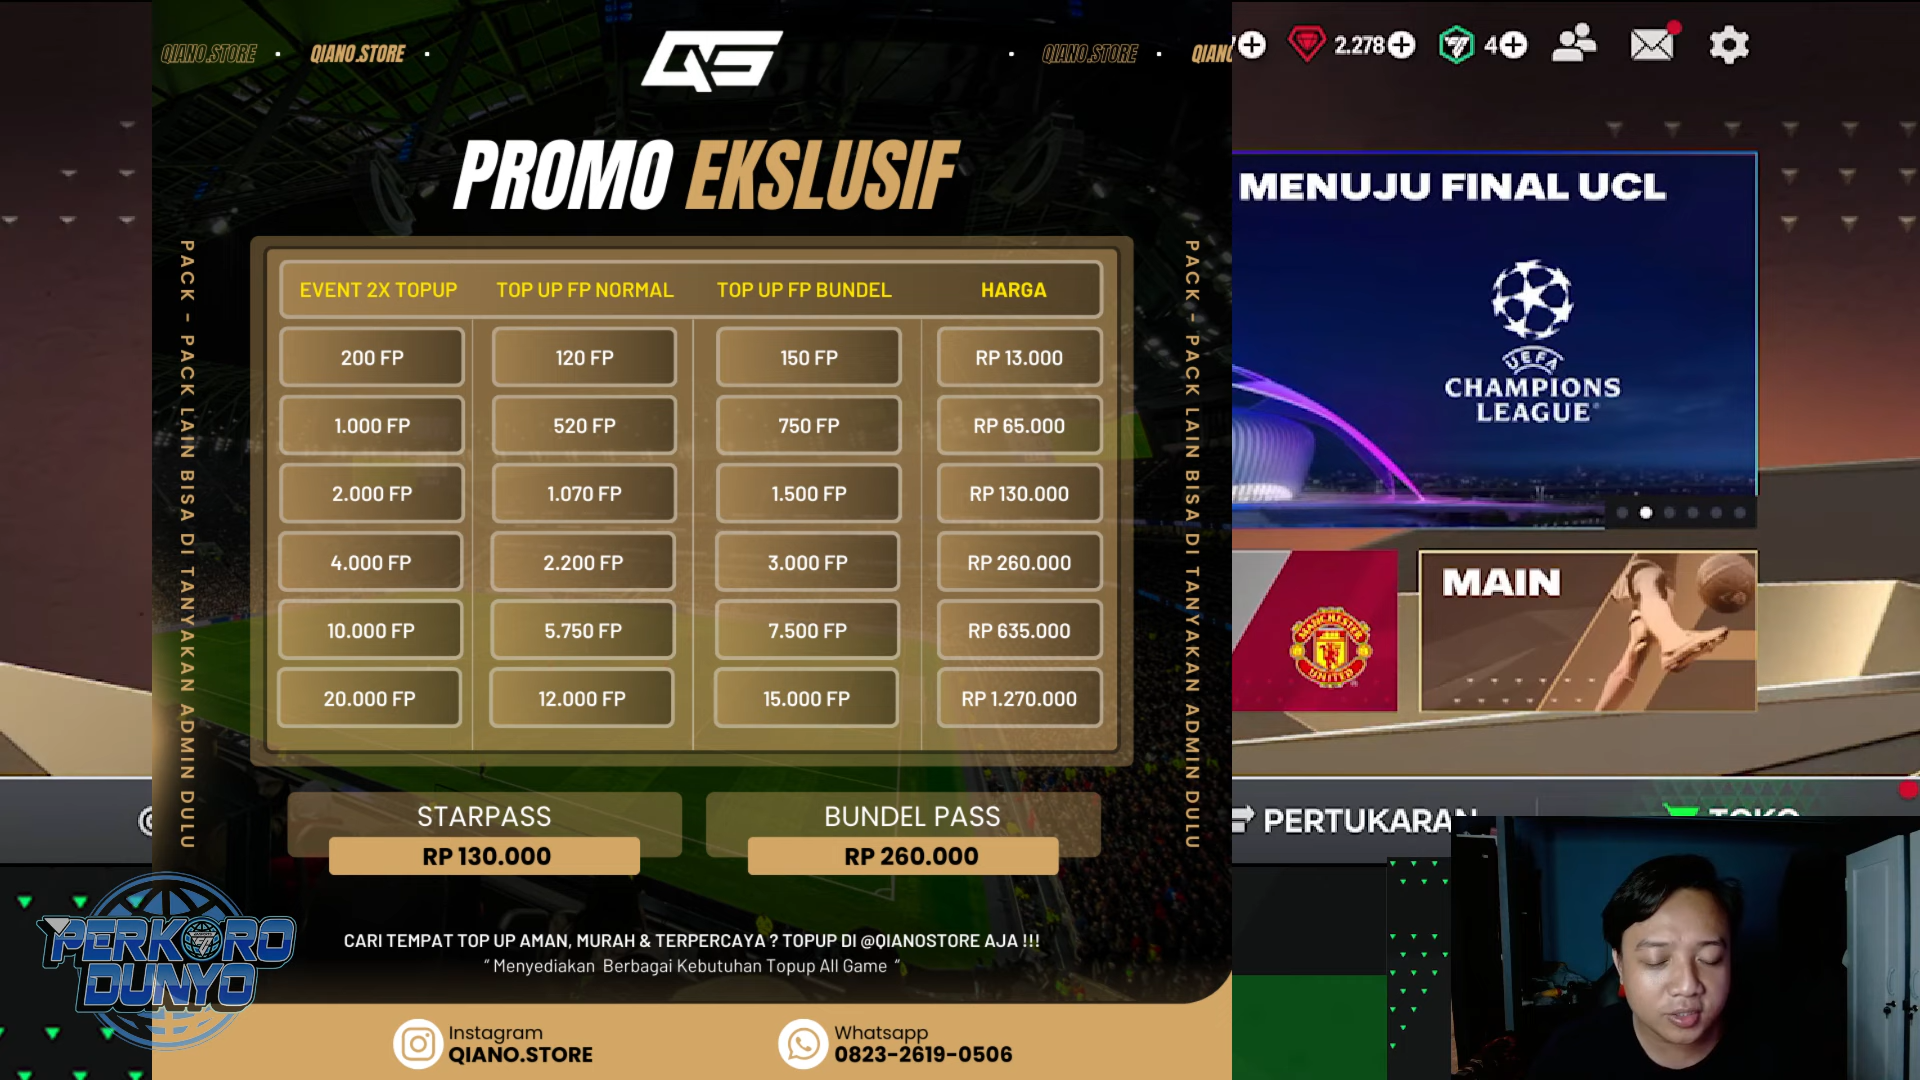 QIANO.STORE · QIANO.STORE ·
QS
· QIANO.STORE · QIANO
PROMO EKSLUSIF
PACK - PACK LAIN BISA DI TANYAKAN ADMIN DULU
EVENT 2X TOPUP TOP UP FP NORMAL TOP UP FP BUNDEL HARGA
200 FP 120 FP 150 FP RP 13.000
1.000 FP 520 FP 750 FP RP 65.000
2.000 FP 1.070 FP 1.500 FP RP 130.000
4.000 FP 2.200 FP 3.000 FP RP 260.000
10.000 FP 5.750 FP 7.500 FP RP 635.000
20.000 FP 12.000 FP 15.000 FP RP 1.270.000
PACK - PACK LAIN BISA DI TANYAKAN ADMIN DULU
STARPASS
RP 130.000
BUNDEL PASS
RP 260.000
CARI TEMPAT TOP UP AMAN, MURAH & TERPERCAYA ? TOPUP DI @QIANOSTORE AJA !!!
“ Menyediakan Berbagai Kebutuhan Topup All Game “
Instagram
QIANO.STORE
Whatsapp
0823-2619-0506
PERKORO
DUNYO
2.278
4
MENUJU FINAL UCL
UEFA
CHAMPIONS
LEAGUE
MANCHESTER
UNITED
MAIN
PERTUKARAN
TOKO